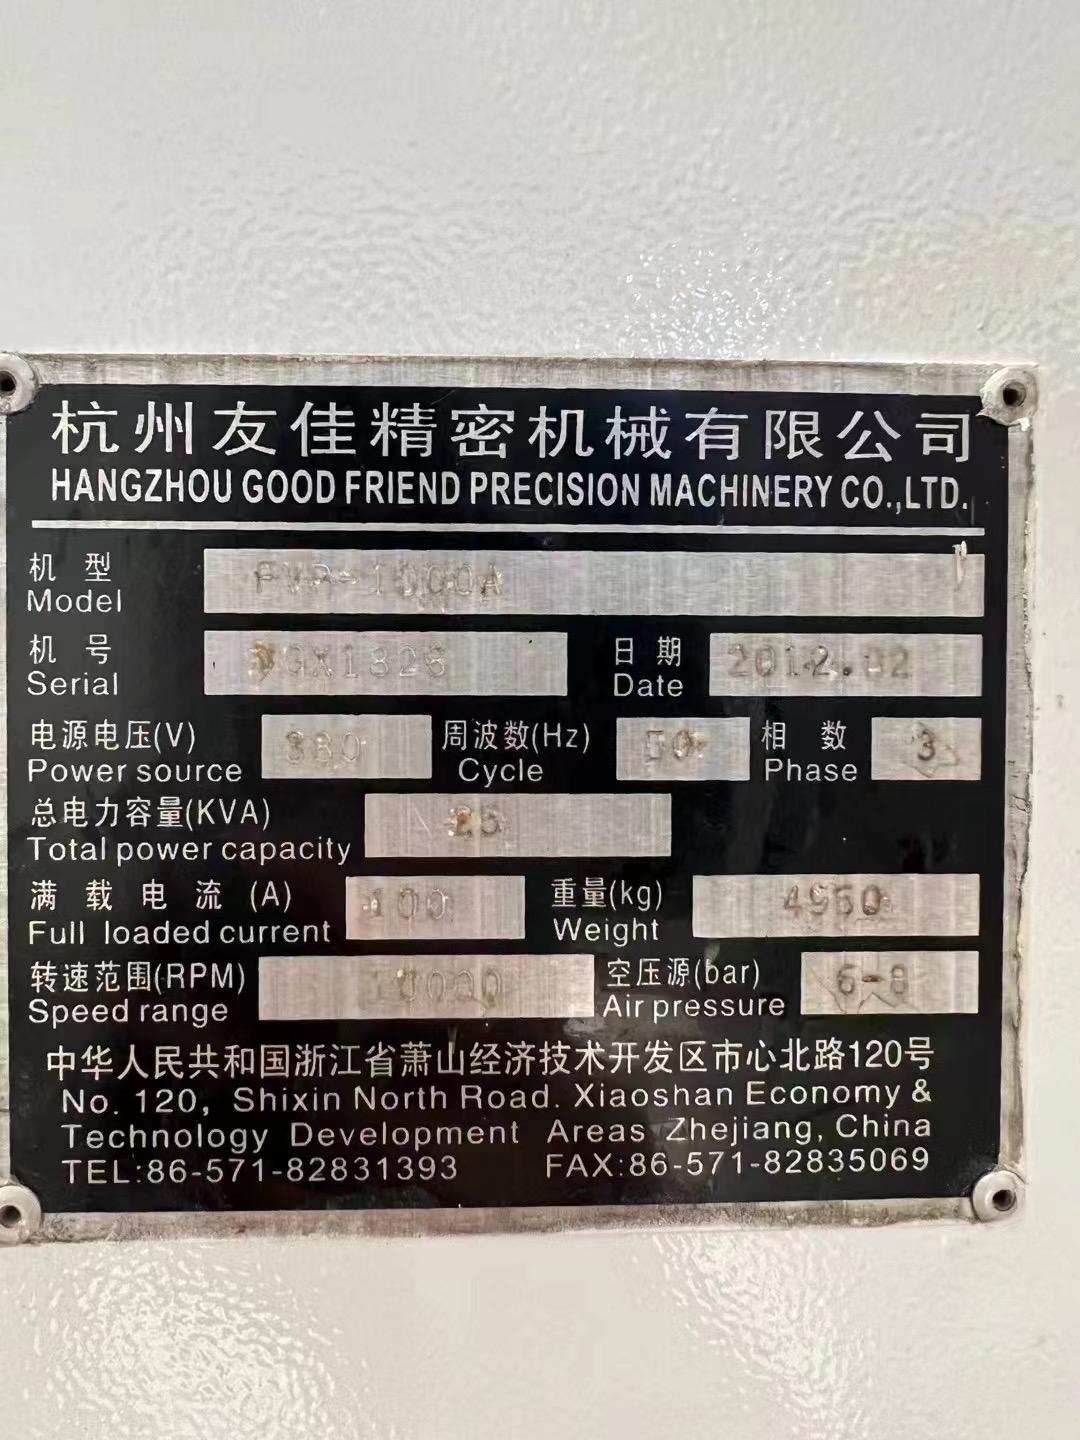 杭州友佳精密机械有限公司
HANGZHOU GOOD FRIEND PRECISION MACHINERY CO.,LTD.
机 型
Model
机 号
Serial
日 期 2012.02
Date
电源电压(V) 380 周波数(Hz) 50 相 数 3
Power source Cycle Phase
总电力容量(KVA) 25
Total power capacity
满 载 电 流 (A) 100 重量(kg)
Full loaded current Weight
转速范围(RPM) 10000 空压源(bar) 6-8
Speed range Air pressure
中华人民共和国浙江省萧山经济技术开发区市心北路120号
No. 120, Shixin North Road. Xiaoshan Economy &
Technology Development Areas Zhejiang, China
TEL:86-571-82831393 FAX:86-571-82835069